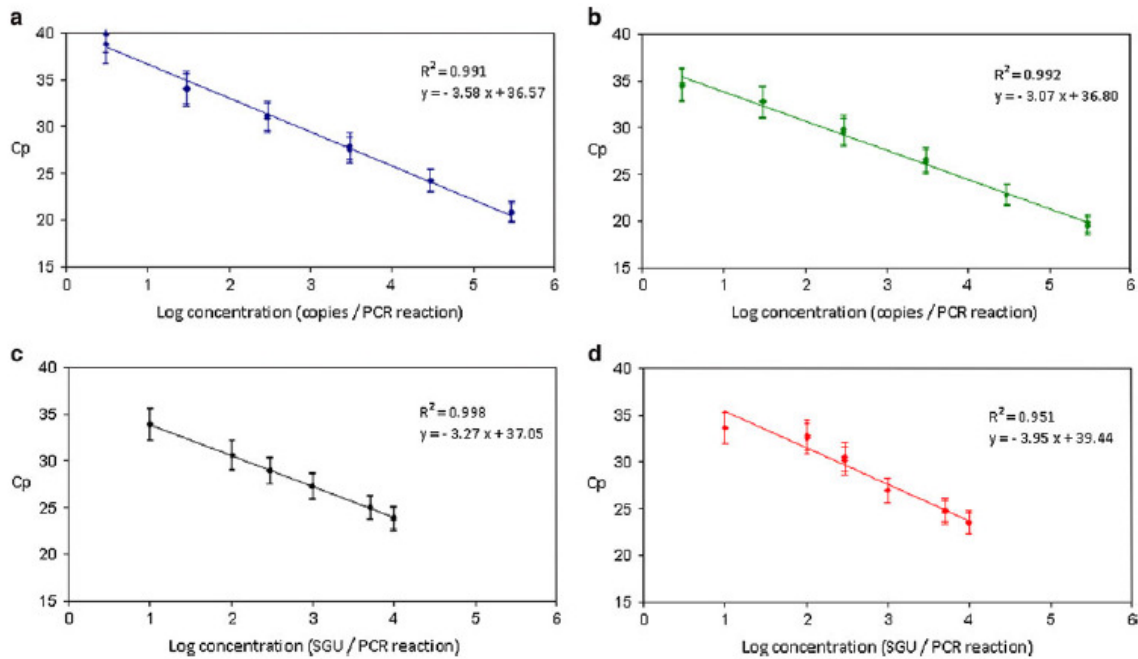 a
40
35
30
25
20
15
Cp
R² = 0.991
y = - 3.58 x + 36.57
0 1 2 3 4 5 6
Log concentration (copies / PCR reaction)
b
40
35
30
25
20
15
Cp
R² = 0.992
y = - 3.07 x + 36.80
0 1 2 3 4 5 6
Log concentration (copies / PCR reaction)
c
40
35
30
25
20
15
Cp
R² = 0.998
y = - 3.27 x + 37.05
0 1 2 3 4 5 6
Log concentration (SGU / PCR reaction)
d
40
35
30
25
20
15
Cp
R² = 0.951
y = - 3.95 x + 39.44
0 1 2 3 4 5 6
Log concentration (SGU / PCR reaction)